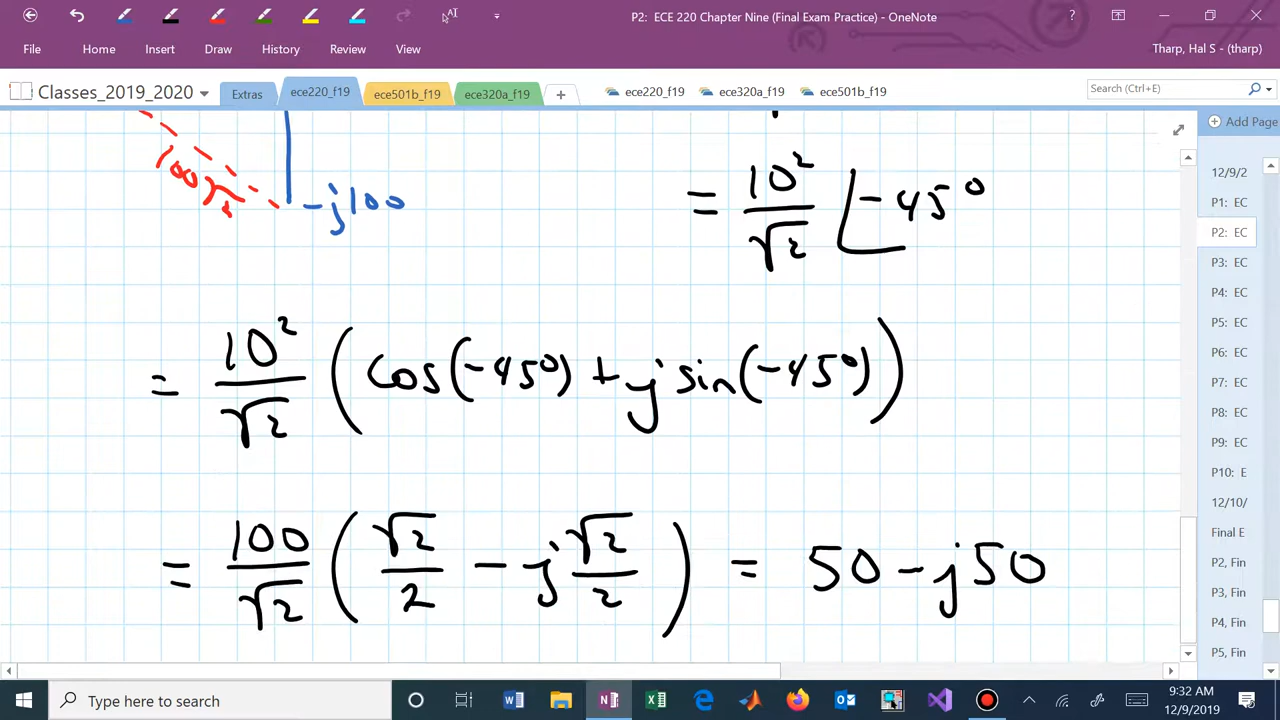 P2: ECE 220 Chapter Nine (Final Exam Practice) - OneNote
File Home Insert Draw History Review View
Tharp, Hal S - (tharp)
Classes_2019_2020 Extras ece220_f19 ece501b_f19 ece320a_f19 + ece220_f19 ece320a_f19 ece501b_f19 Search (Ctrl+E)
Add Page
12/9/2
P1: EC
P2: EC
P3: EC
P4: EC
P5: EC
P6: EC
P7: EC
P8: EC
P9: EC
P10: E
12/10/
Final E
P2, Fin
P3, Fin
P4, Fin
P5, Fin
100√2
-j100
= 10²/√2 ∠-45°
= 10²/√2 (cos(-45°) + j sin(-45°))
= 100/√2 (√2/2 - j √2/2) = 50 - j50
Type here to search
9:32 AM
12/9/2019